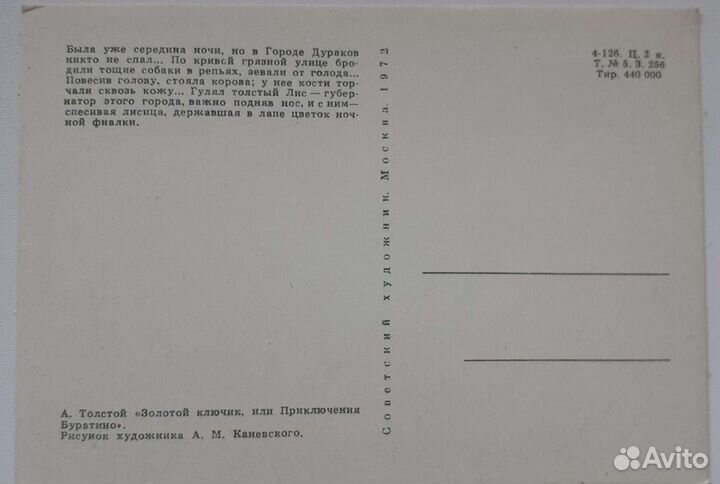 Была уже середина ночи, но в Городе Дураков
никто не спал... По кривой грязной улице бро-
дили тощие собаки в репьях, зевали от голода...
Повесив голову, стояла корова; у нее кости тор-
чали сквозь кожу... Гулял толстый Лис — губер-
натор этого города, важно подняв нос, и с ним—
спесивая лисица, державшая в лапе цветок ноч-
ной фиалки.
А. Толстой «Золотой ключик, или Приключения
Буратино».
Рисунок художника А. М. Каневского.
Советский художник. Москва. 1973
4-126. Ц. 2 к.
Т. № 5. З. 256
Тир. 440 000
Avito